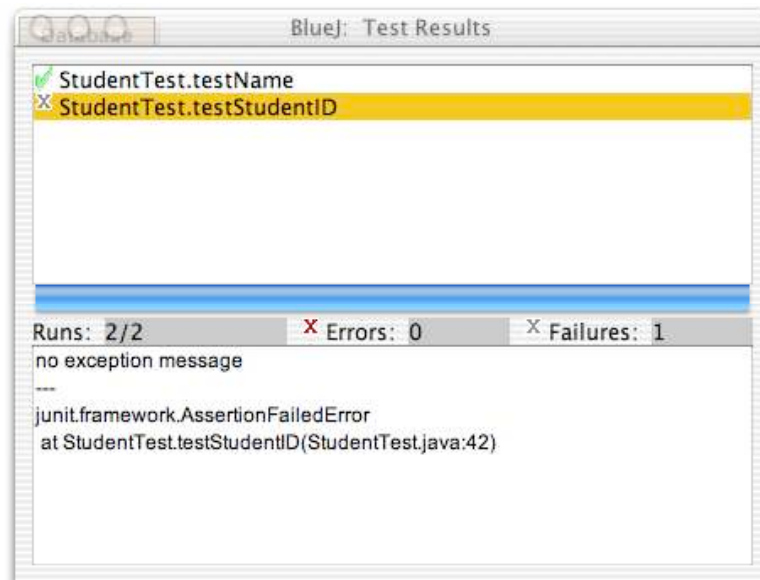 Database
BlueJ: Test Results
StudentTest.testName
StudentTest.testStudentID
Runs: 2/2 X Errors: 0 X Failures: 1
no exception message
---
junit.framework.AssertionFailedError
at StudentTest.testStudentID(StudentTest.java:42)